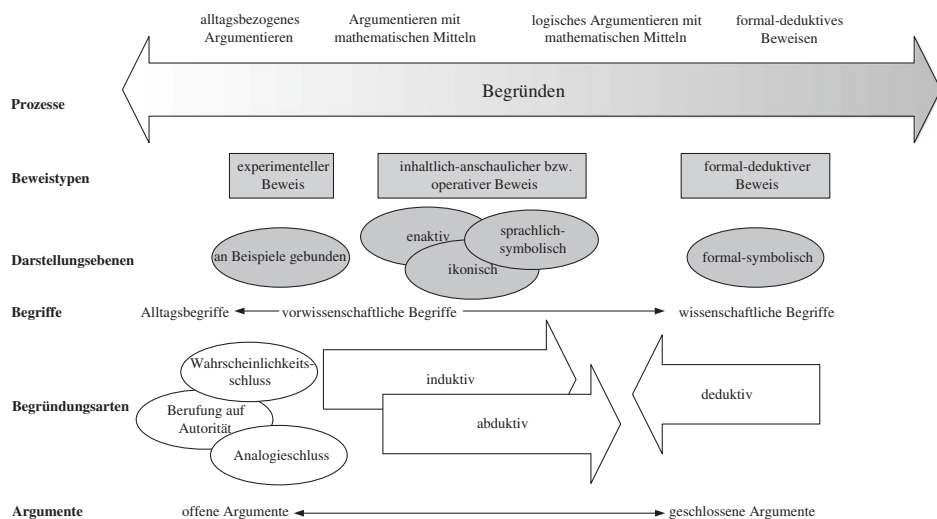 alltagsbezogenes
Argumentieren
Argumentieren mit
mathematischen Mitteln
logisches Argumentieren mit
mathematischen Mitteln
formal-deduktives
Beweisen
Prozesse
Begründen
Beweistypen
experimenteller
Beweis
inhaltlich-anschaulicher bzw.
operativer Beweis
formal-deduktiver
Beweis
Darstellungsebenen
an Beispiele gebunden
enaktiv
ikonisch
sprachlich-
symbolisch
formal-symbolisch
Begriffe
Alltagsbegriffe
vorwissenschaftliche Begriffe
wissenschaftliche Begriffe
Begründungsarten
Wahrscheinlichkeits-
schluss
Berufung auf
Autorität
Analogieschluss
induktiv
abduktiv
deduktiv
Argumente
offene Argumente
geschlossene Argumente